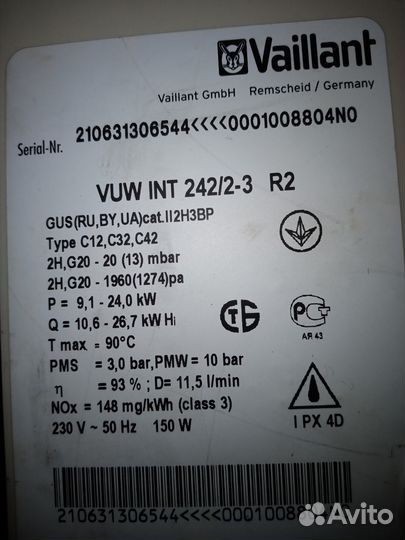 Vaillant
Vaillant GmbH Remscheid / Germany
Serial-Nr. 210631306544<<<<0001008804N0
VUW INT 242/2-3 R2
GUS(RU,BY,UA)cat.II2H3BP
Type C12,C32,C42
2H,G20 - 20 (13) mbar
2H,G20 - 1960(1274)pa
P = 9,1 - 24,0 kW
Q = 10,6 - 26,7 kW Hi
T max = 90°C
PMS = 3,0 bar,PMW = 10 bar
η = 93% ; D= 11,5 l/min
NOx = 148 mg/kWh (class 3)
230 V ~ 50 Hz 150 W
АЯ 43
I PX 4D
210631306544<<<<0001008804
Avito